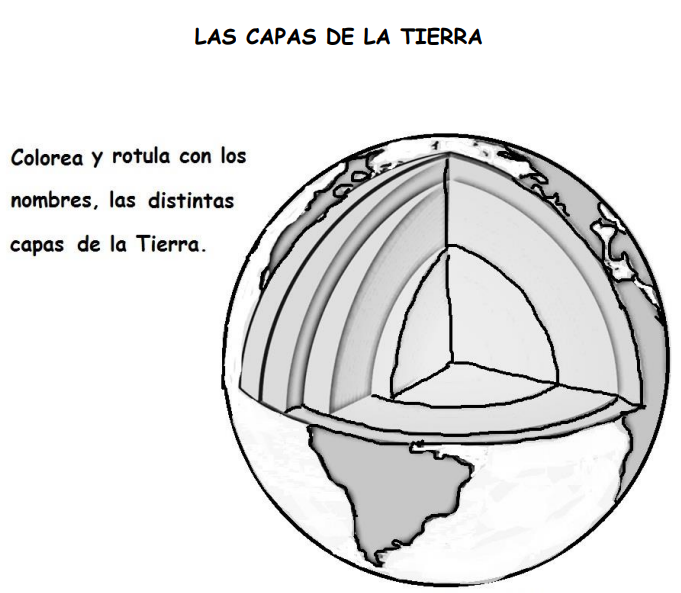 LAS CAPAS DE LA TIERRA
Colorea y rotula con los
nombres, las distintas
capas de la Tierra.